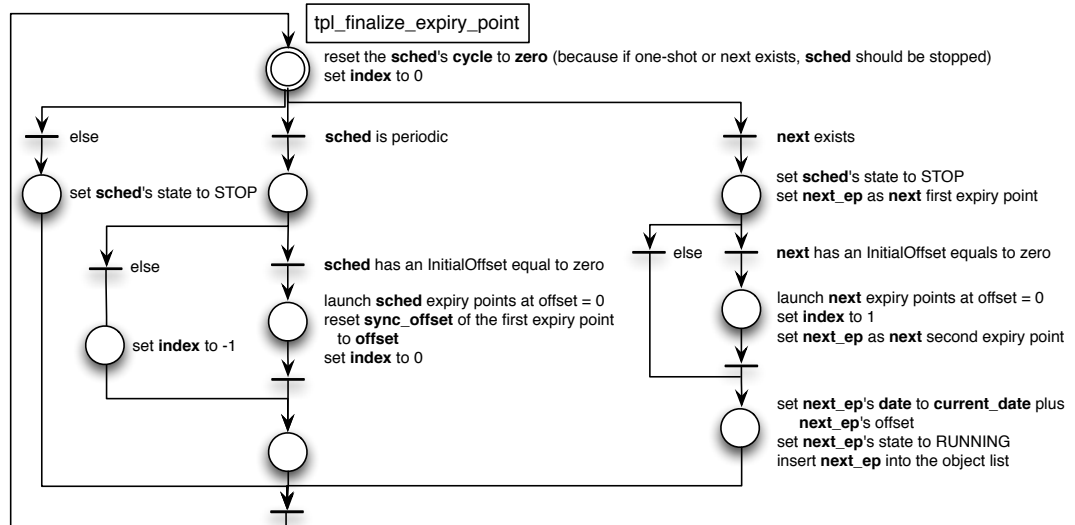 tpl_finalize_expiry_point
reset the sched's cycle to zero (because if one-shot or next exists, sched should be stopped)
set index to 0
else
sched is periodic
next exists
set sched's state to STOP
set sched's state to STOP
set next_ep as next first expiry point
else
sched has an InitialOffset equal to zero
else
next has an InitialOffset equals to zero
launch sched expiry points at offset = 0
reset sync_offset of the first expiry point
to offset
set index to 0
set index to -1
launch next expiry points at offset = 0
set index to 1
set next_ep as next second expiry point
set next_ep's date to current_date plus
next_ep's offset
set next_ep's state to RUNNING
insert next_ep into the object list